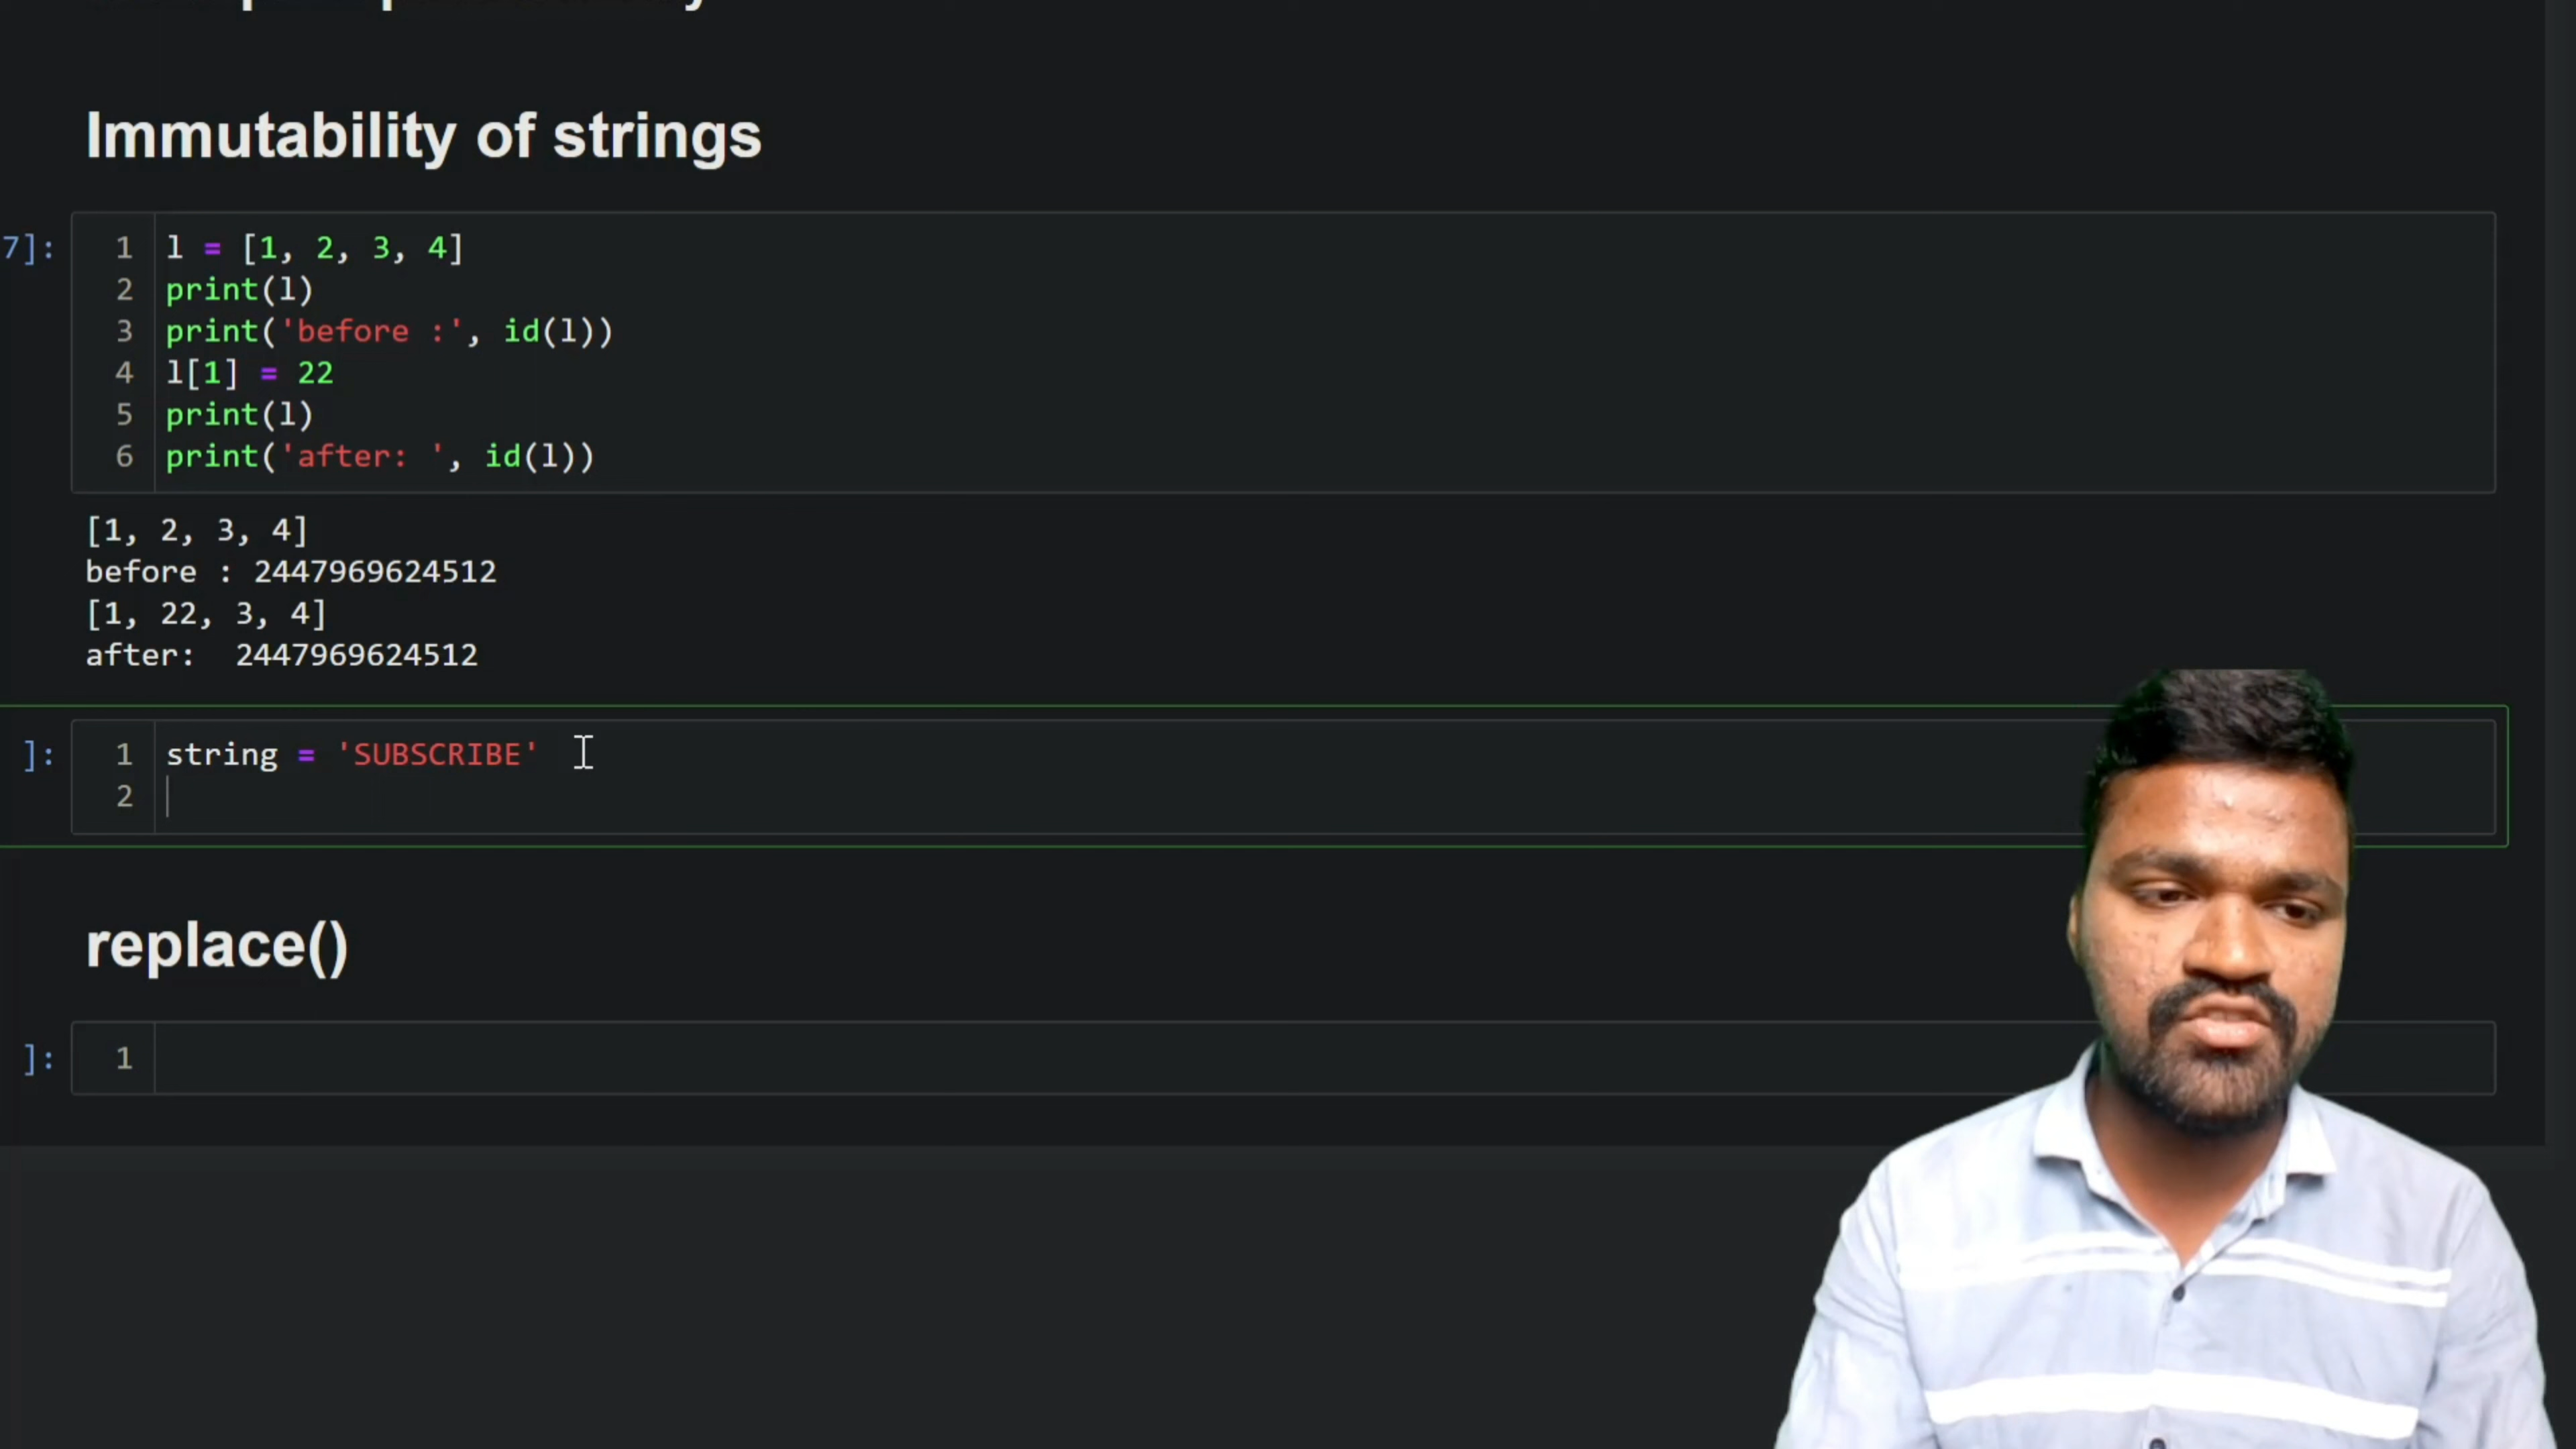 Immutability of strings
7]:
1 l = [1, 2, 3, 4]
2 print(l)
3 print('before :', id(l))
4 l[1] = 22
5 print(l)
6 print('after: ', id(l))
[1, 2, 3, 4]
before : 2447969624512
[1, 22, 3, 4]
after:  2447969624512
]:
1 string = 'SUBSCRIBE'
2
replace()
]:
1